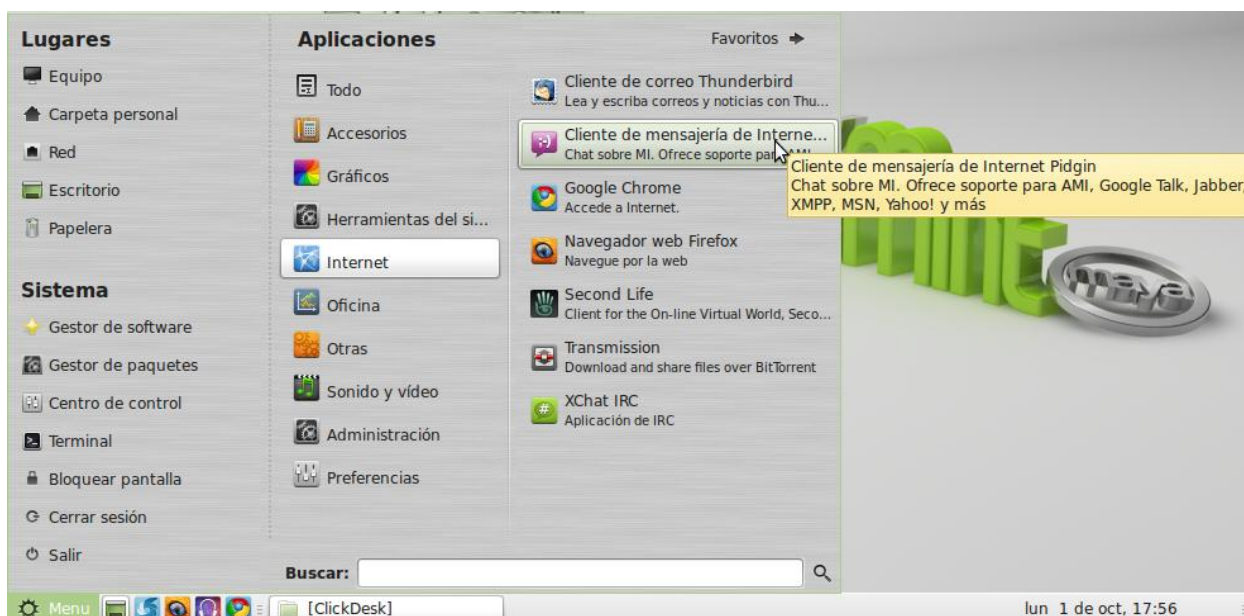 Lugares
Equipo
Carpeta personal
Red
Escritorio
Papelera
Sistema
Gestor de software
Gestor de paquetes
Centro de control
Terminal
Bloquear pantalla
Cerrar sesión
Salir
Aplicaciones
Favoritos
Todo
Accesorios
Gráficos
Herramientas del si...
Internet
Oficina
Otras
Sonido y vídeo
Administración
Preferencias
Cliente de correo Thunderbird
Lea y escriba correos y noticias con Thu...
Cliente de mensajería de Interne...
Chat sobre MI. Ofrece soporte para AMI,
Google Chrome
Accede a Internet.
Navegador web Firefox
Navegue por la web
Second Life
Client for the On-line Virtual World, Seco...
Transmission
Download and share files over BitTorrent
XChat IRC
Aplicación de IRC
Cliente de mensajería de Internet Pidgin
Chat sobre MI. Ofrece soporte para AMI, Google Talk, Jabber,
XMPP, MSN, Yahoo! y más
mint
maya
Buscar:
Menu
[ClickDesk]
lun 1 de oct, 17:56